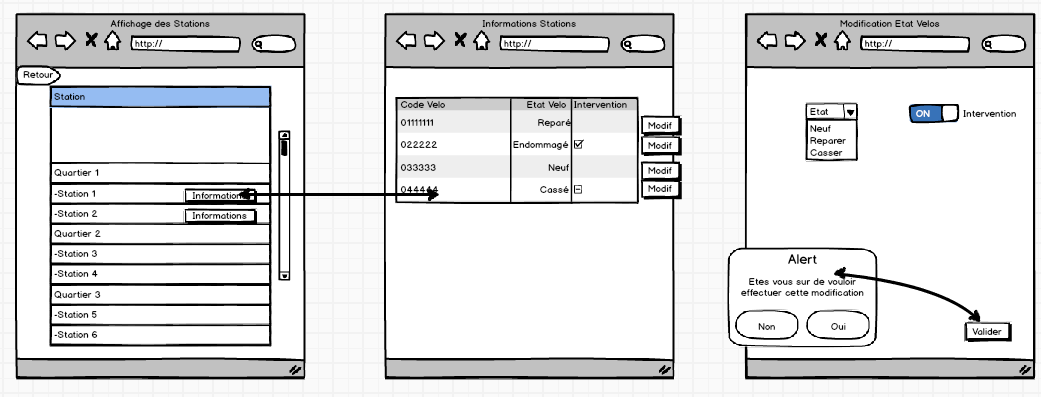 Affichage des Stations
http://
Retour
Station
Quartier 1
-Station 1 Informations
-Station 2 Informations
Quartier 2
-Station 3
-Station 4
Quartier 3
-Station 5
-Station 6
Informations Stations
http://
Code Velo Etat Velo Intervention
01111111 Reparé Modif
022222 Endommagé Modif
033333 Neuf Modif
044444 Cassé Modif
Modification Etat Velos
http://
Etat ON Intervention
Neuf
Reparer
Casser
Alert
Etes vous sur de vouloir
effectuer cette modification
Non Oui
Valider